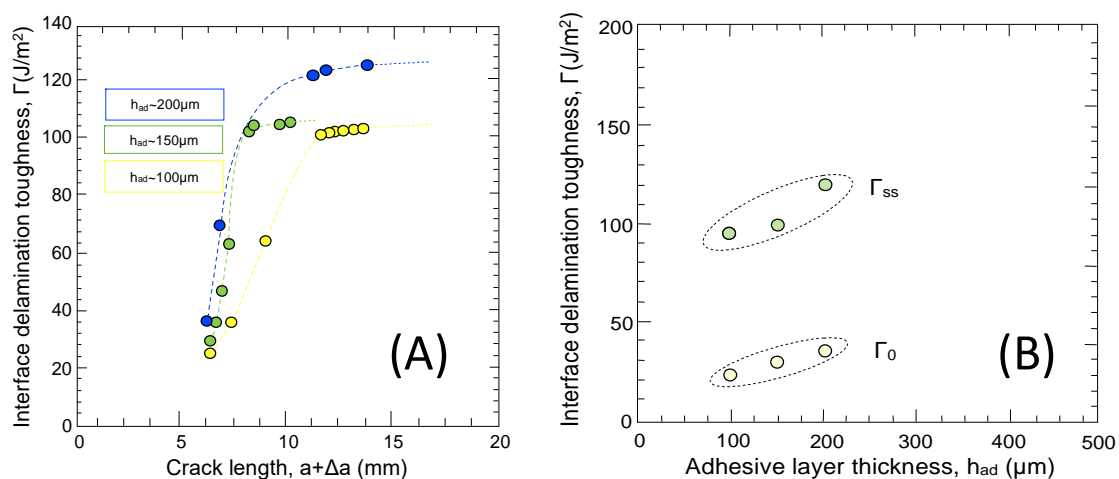 140
120
100
80
60
40
20
0
Interface delamination toughness, Γ(J/m²)
h_ad~200µm
h_ad~150µm
h_ad~100µm
(A)
0 5 10 15 20
Crack length, a+Δa (mm)
200
150
100
50
0
Interface delamination toughness, Γ(J/m²)
Γ_ss
Γ₀
(B)
0 100 200 300 400 500
Adhesive layer thickness, h_ad (µm)